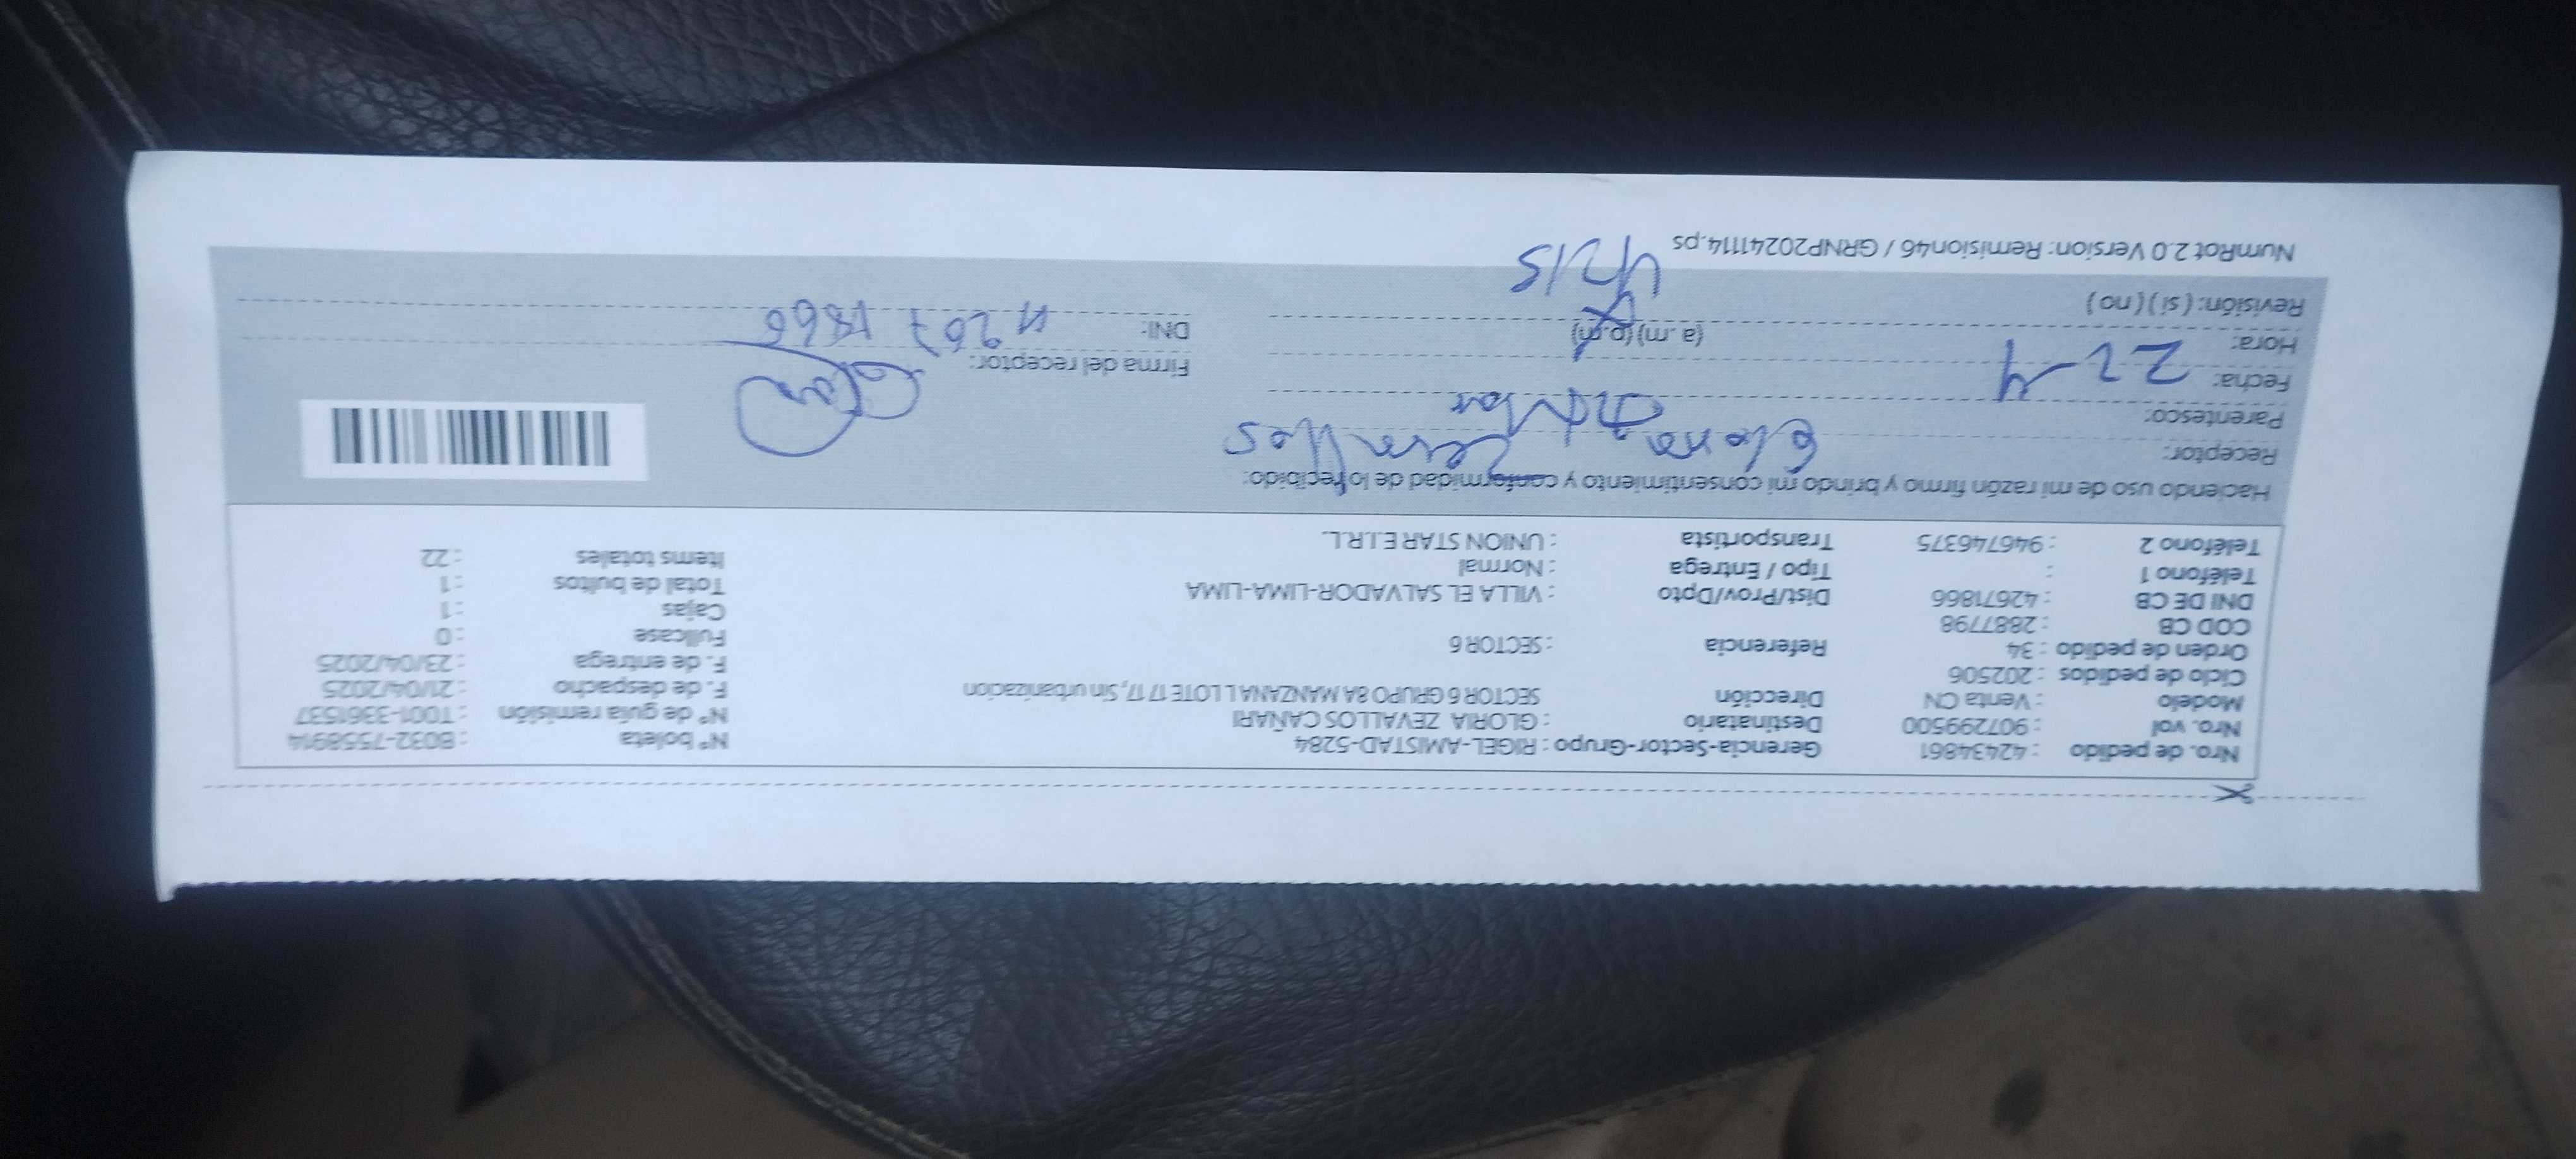 Nro. de pedido : 42434861 Gerencia-Sector-Grupo : RIGEL-AMISTAD-5284 N° boleta : B032-7558914
Nro. vol : 907299500 Destinatario : GLORIA ZEVALLOS CAÑARI N° de guía remisión : T001-3361537
Modelo : Venta CN Dirección SECTOR 6 GRUPO 8A MANZANA L LOTE 17 17, Sin urbanizacion F. de despacho : 21/04/2025
Ciclo de pedidos : 202506 F. de entrega : 23/04/2025
Orden de pedido : 34 Referencia : SECTOR 6 Fullcase : 0
COD CB : 2887798 Cajas : 1
DNI DE CB : 42671866 Dist/Prov/Dpto : VILLA EL SALVADOR-LIMA-LIMA Total de bultos : 1
Teléfono 1 : Tipo / Entrega : Normal Items totales : 22
Teléfono 2 : 946746375 Transportista : UNION STAR E.I.R.L.
Haciendo uso de mi razón firmo y brindo mi consentimiento y conformidad de lo recibido:
Receptor: Zevallos
Parentesco: titular
Fecha: 22-4 Firma del receptor:
Hora: (a.m)(p.m) DNI: 42671866
Revisión: (si) (no)
NumRot 2.0 Version: Remision46 / GRNP20241114.ps